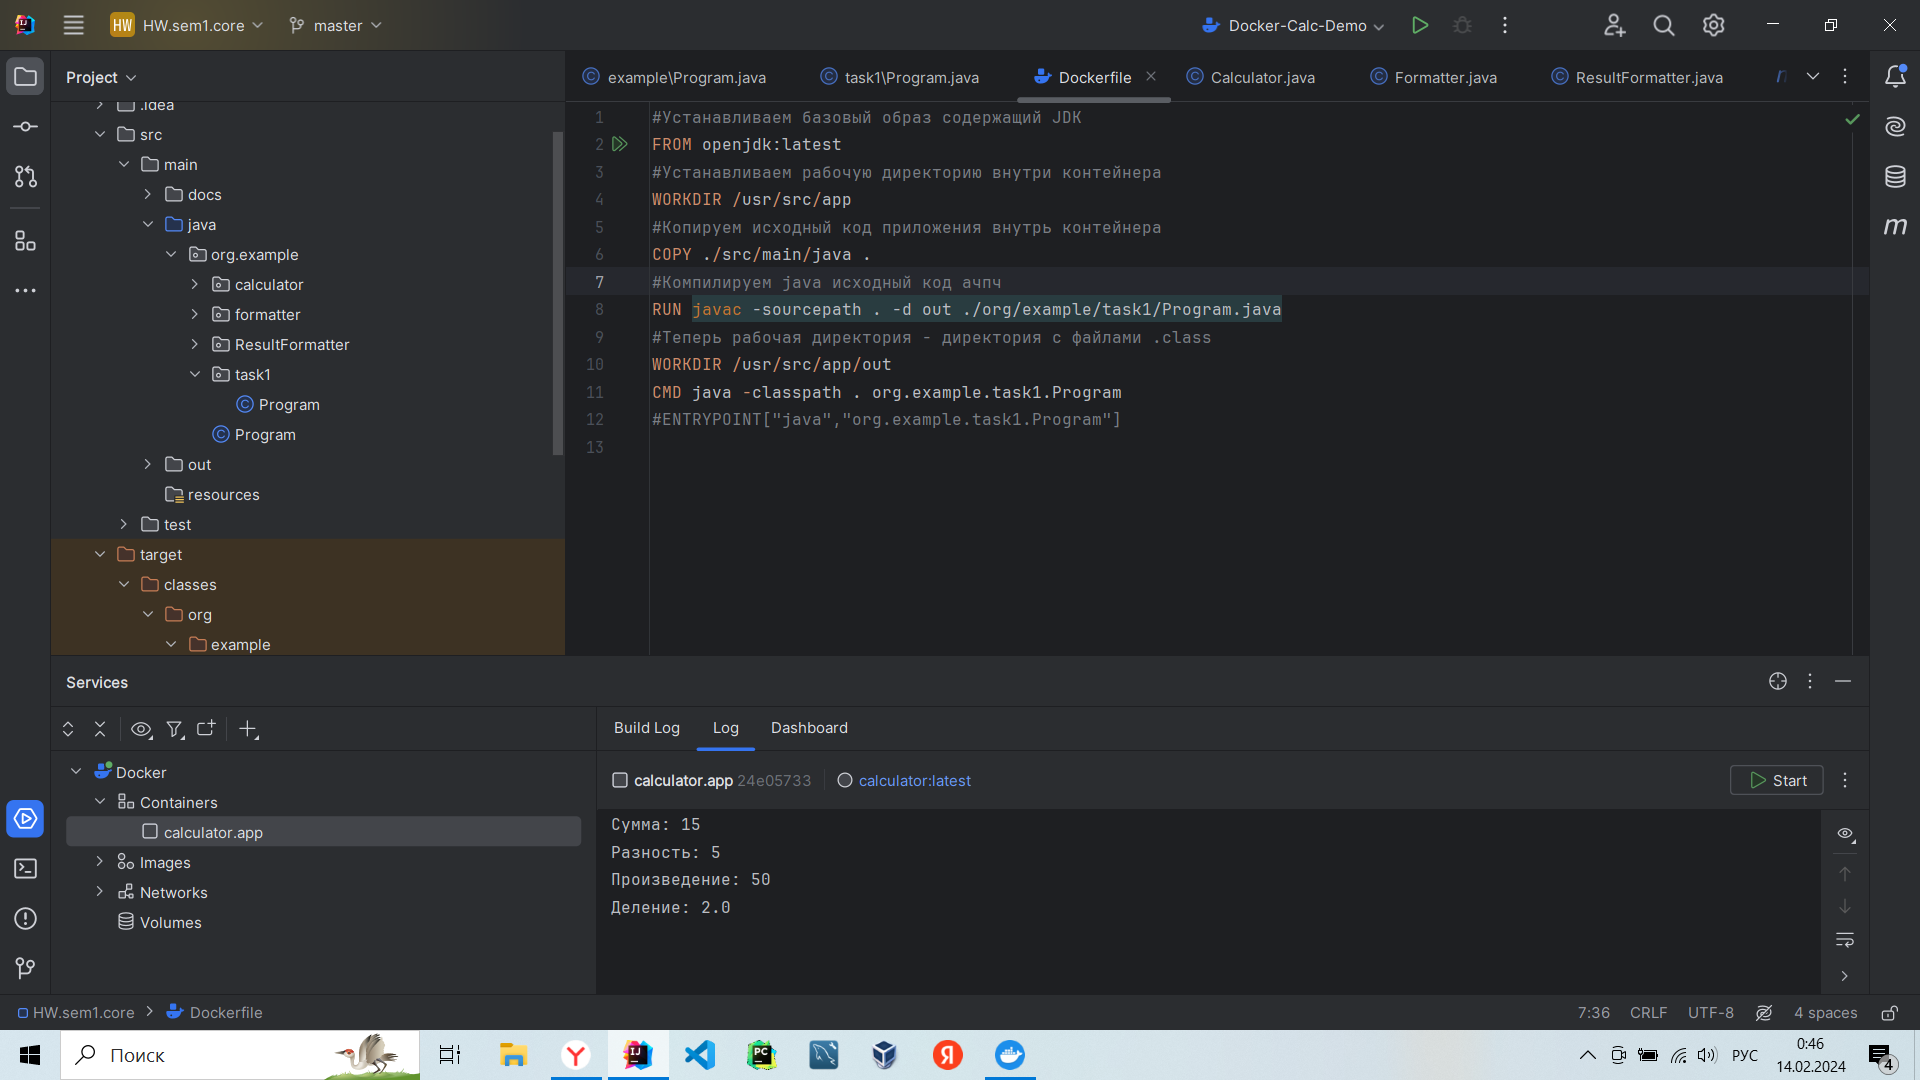 HW HW.sem1.core master Docker-Calc-Demo
Project
example\Program.java task1\Program.java Dockerfile Calculator.java Formatter.java ResultFormatter.java
.idea
src
main
docs
java
org.example
calculator
formatter
ResultFormatter
task1
Program
Program
out
resources
test
target
classes
org
example
1 #Устанавливаем базовый образ содержащий JDK
2 FROM openjdk:latest
3 #Устанавливаем рабочую директорию внутри контейнера
4 WORKDIR /usr/src/app
5 #Копируем исходный код приложения внутрь контейнера
6 COPY ./src/main/java .
7 #Компилируем java исходный код ачпч
8 RUN javac -sourcepath . -d out ./org/example/task1/Program.java
9 #Теперь рабочая директория - директория с файлами .class
10 WORKDIR /usr/src/app/out
11 CMD java -classpath . org.example.task1.Program
12 #ENTRYPOINT["java","org.example.task1.Program"]
13
Services
Build Log Log Dashboard
Docker
Containers
calculator.app
Images
Networks
Volumes
calculator.app 24e05733 calculator:latest Start
Сумма: 15
Разность: 5
Произведение: 50
Деление: 2.0
HW.sem1.core Dockerfile 7:36 CRLF UTF-8 4 spaces
Поиск
РУС
0:46
14.02.2024
4